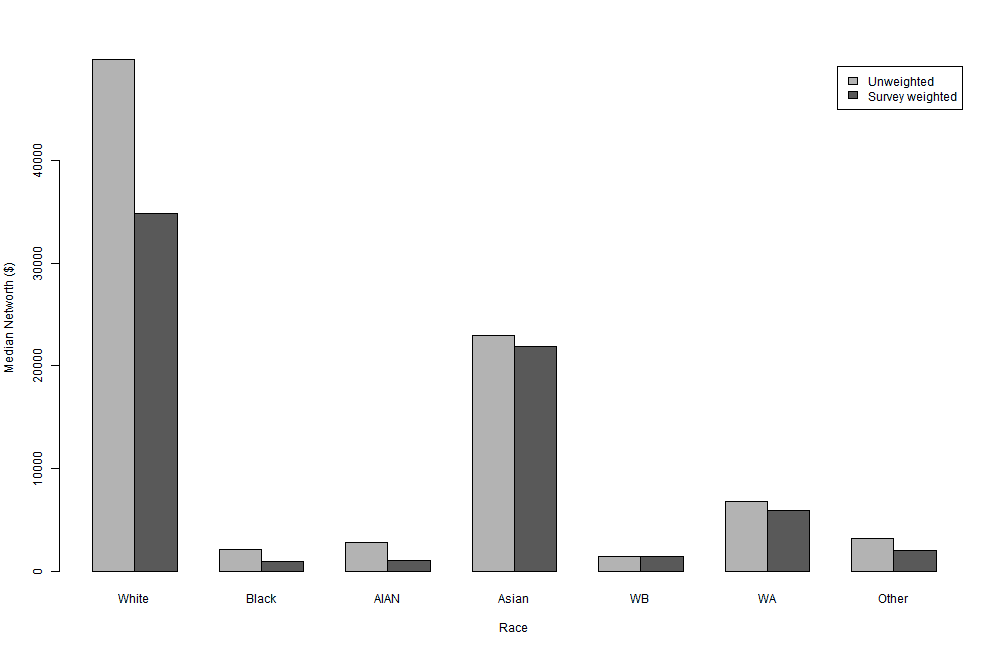 Unweighted
Survey weighted
Median Networth ($)
40000
30000
20000
10000
0
White Black AIAN Asian WB WA Other
Race